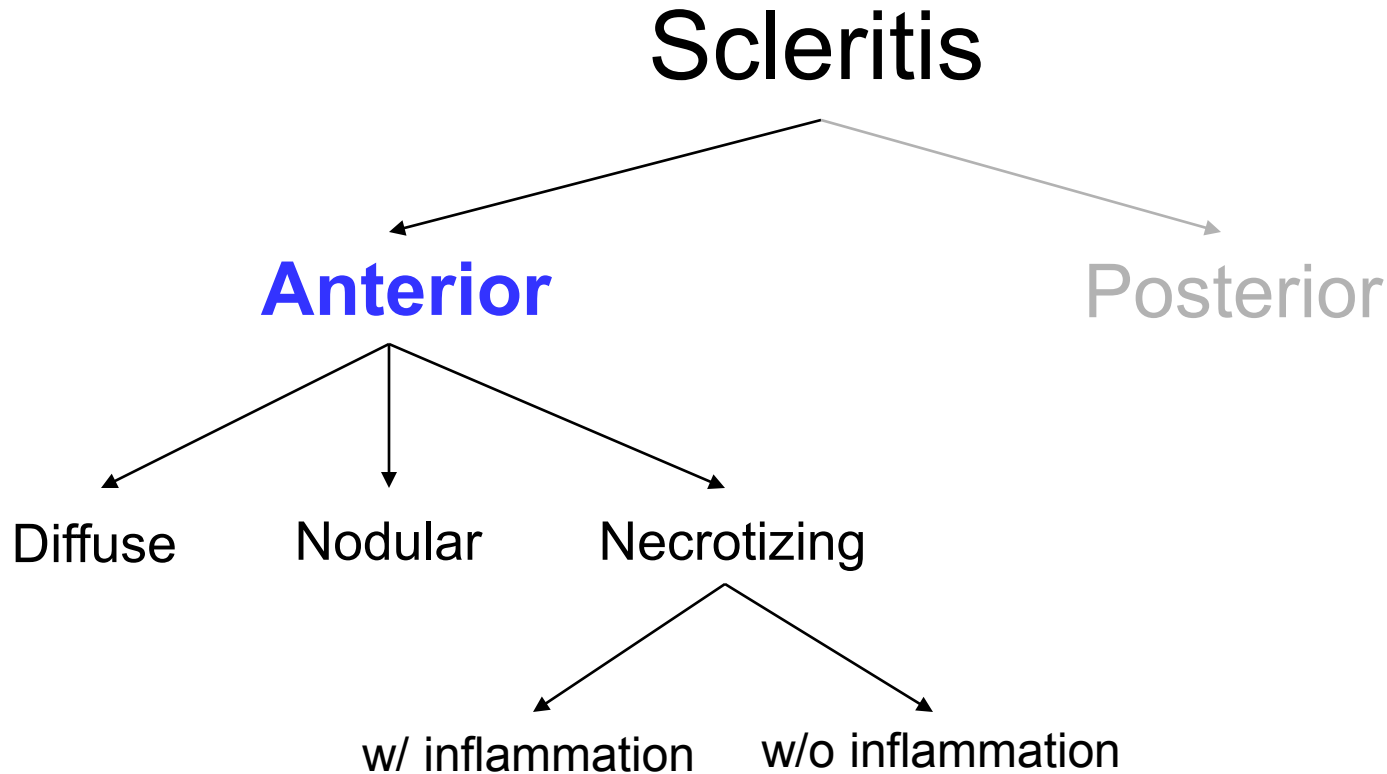 Scleritis
Anterior
Posterior
Diffuse
Nodular
Necrotizing
w/ inflammation
w/o inflammation